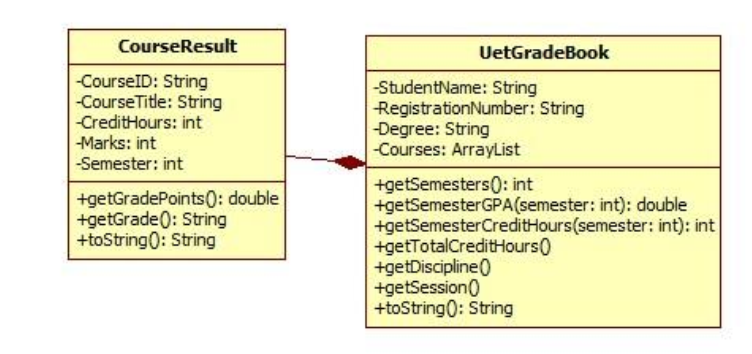 CourseResult
-CourseID: String
-CourseTitle: String
-CreditHours: int
-Marks: int
-Semester: int
+getGradePoints(): double
+getGrade(): String
+toString(): String
UetGradeBook
-StudentName: String
-RegistrationNumber: String
-Degree: String
-Courses: ArrayList
+getSemesters(): int
+getSemesterGPA(semester: int): double
+getSemesterCreditHours(semester: int): int
+getTotalCreditHours()
+getDiscipline()
+getSession()
+toString(): String